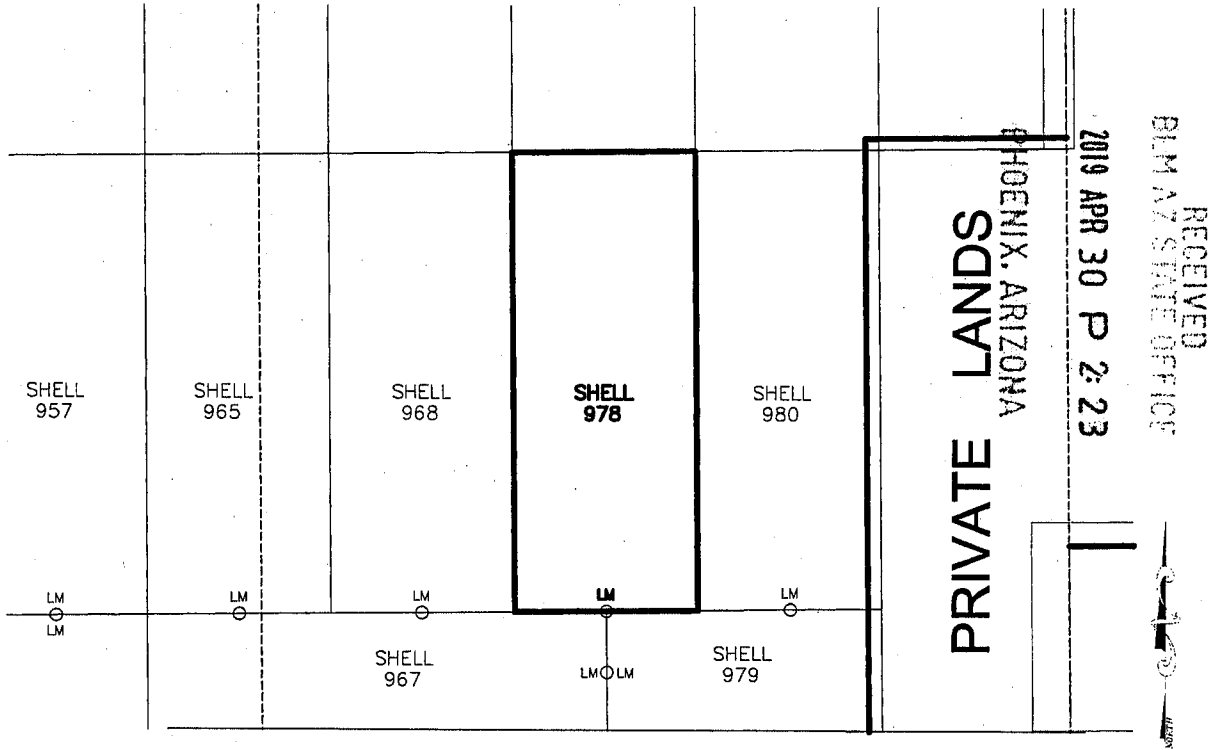 RECEIVED
BLM AZ STATE OFFICE
2019 APR 30 P 2:23
PHOENIX, ARIZONA
PRIVATE LANDS
SHELL
957
SHELL
965
SHELL
968
SHELL
978
SHELL
980
LM
LM
LM
LM
LM
LM
SHELL
967
LM
LM
SHELL
979